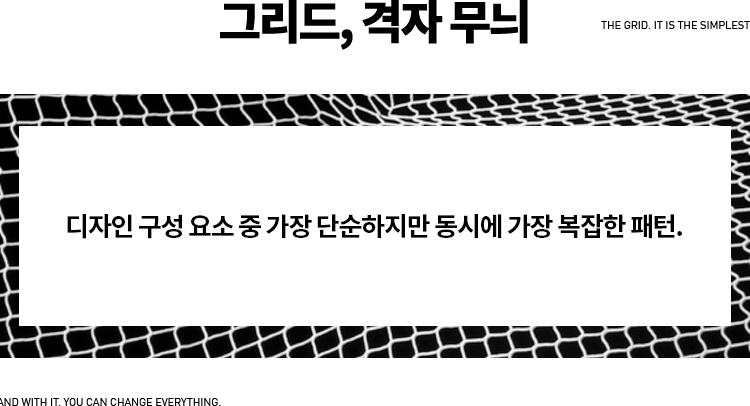 그리드, 격자 무늬
THE GRID. IT IS THE SIMPLEST
디자인 구성 요소 중 가장 단순하지만 동시에 가장 복잡한 패턴.
AND WITH IT. YOU CAN CHANGE EVERYTHING.